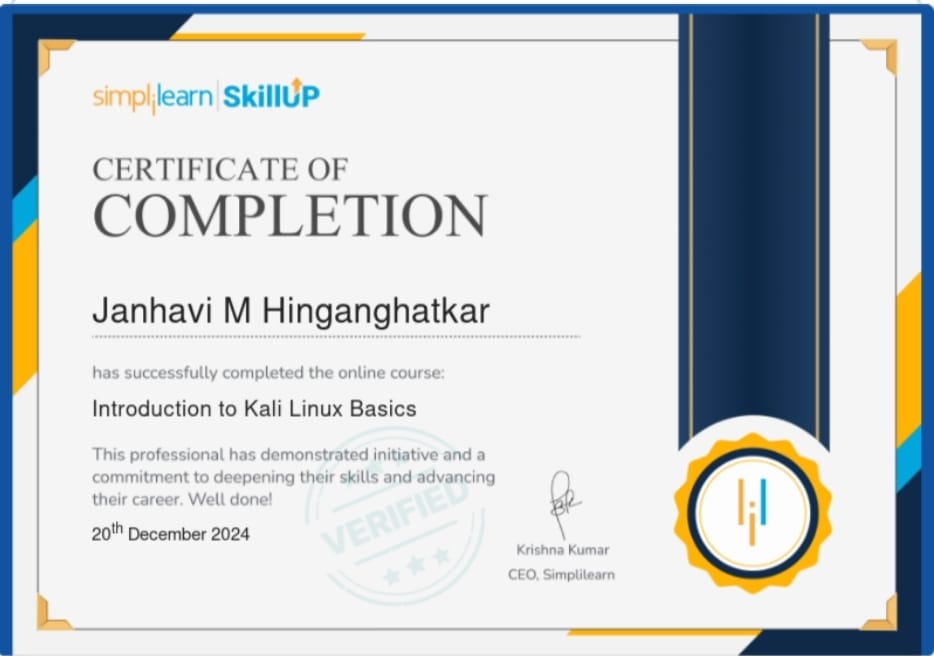 simplilearn | SkillUP
CERTIFICATE OF
COMPLETION
Janhavi M Hinganghatkar
has successfully completed the online course:
Introduction to Kali Linux Basics
This professional has demonstrated initiative and a
commitment to deepening their skills and advancing
their career. Well done!
20th December 2024
VERIFIED
Krishna Kumar
CEO, Simplilearn